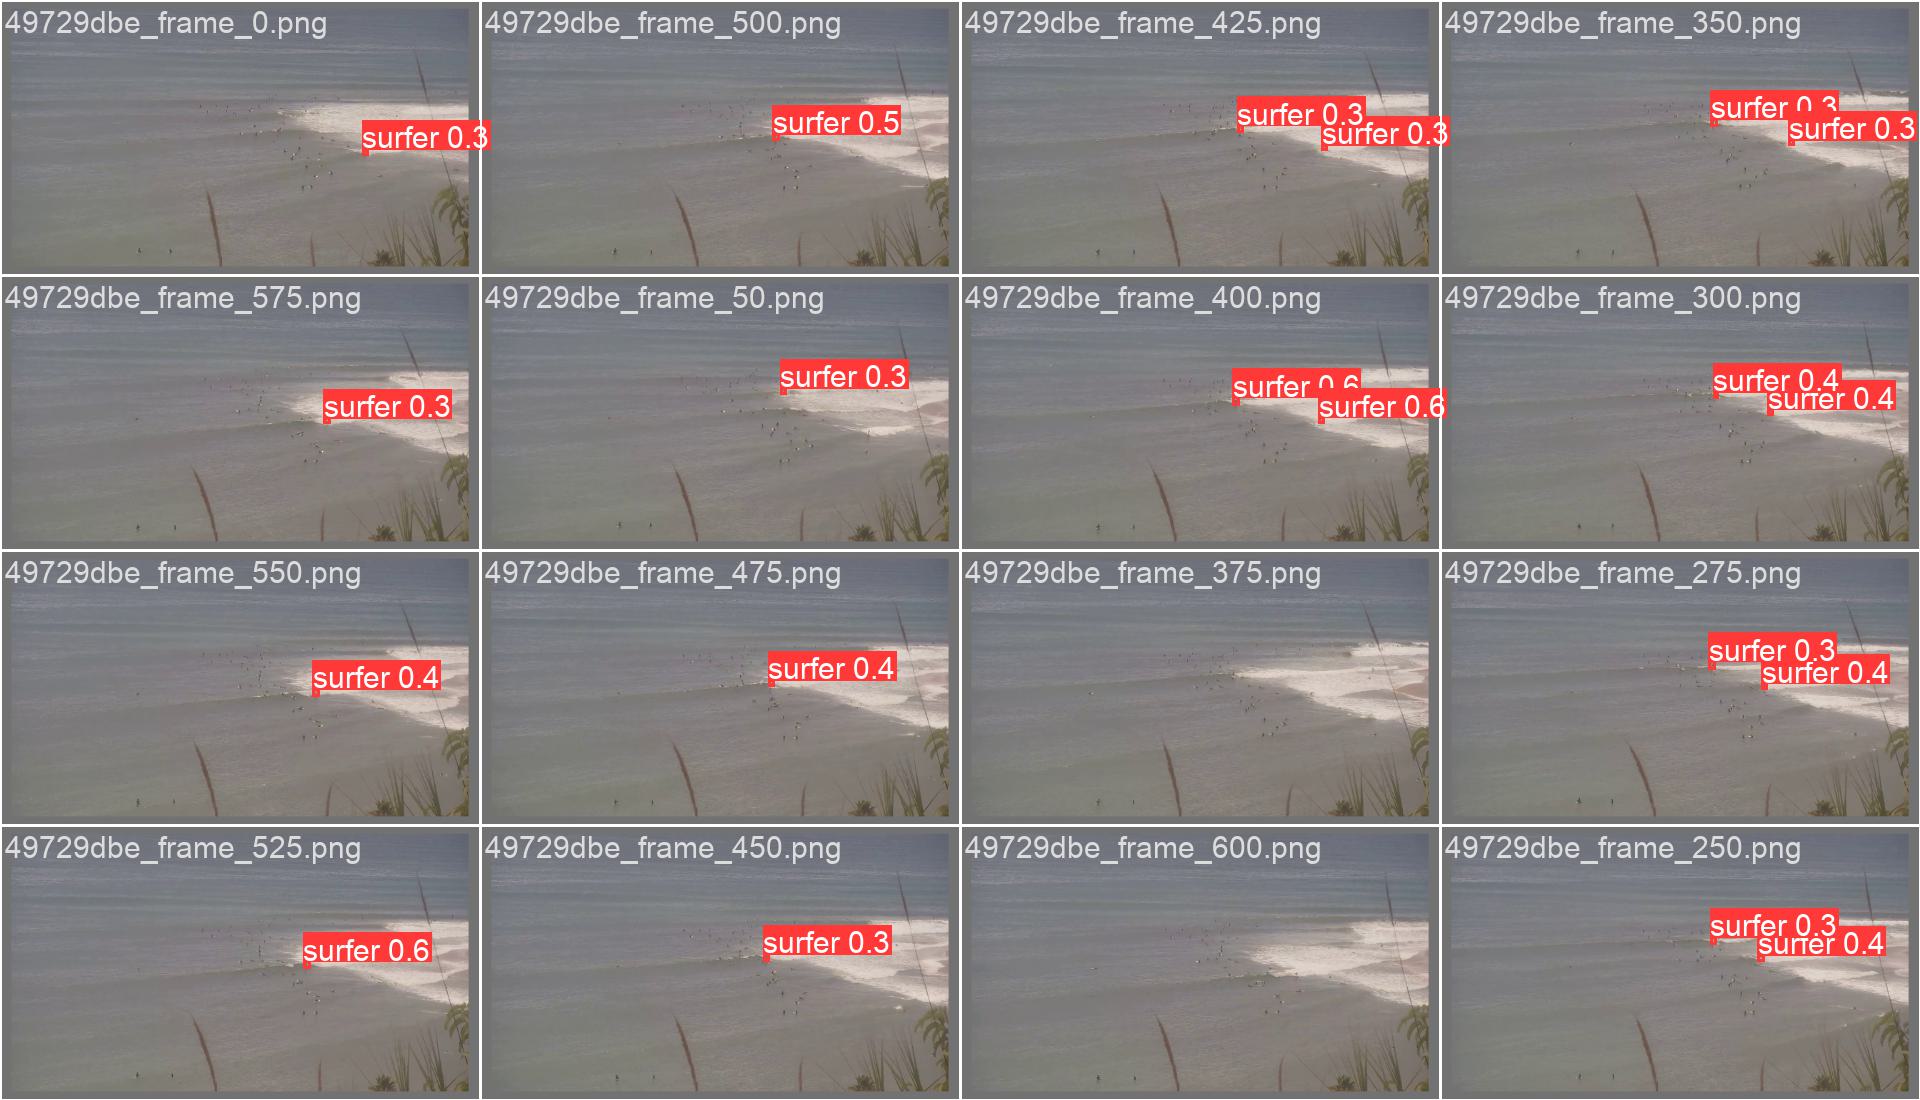 49729dbe_frame_0.png
surfer 0.3
49729dbe_frame_500.png
surfer 0.5
49729dbe_frame_425.png
surfer 0.3
surfer 0.3
49729dbe_frame_350.png
surfer 0.3
surfer 0.3
49729dbe_frame_575.png
surfer 0.3
49729dbe_frame_50.png
surfer 0.3
49729dbe_frame_400.png
surfer 0.6
surfer 0.6
49729dbe_frame_300.png
surfer 0.4
surfer 0.4
49729dbe_frame_550.png
surfer 0.4
49729dbe_frame_475.png
surfer 0.4
49729dbe_frame_375.png
49729dbe_frame_275.png
surfer 0.3
surfer 0.4
49729dbe_frame_525.png
surfer 0.6
49729dbe_frame_450.png
surfer 0.3
49729dbe_frame_600.png
49729dbe_frame_250.png
surfer 0.3
surfer 0.4